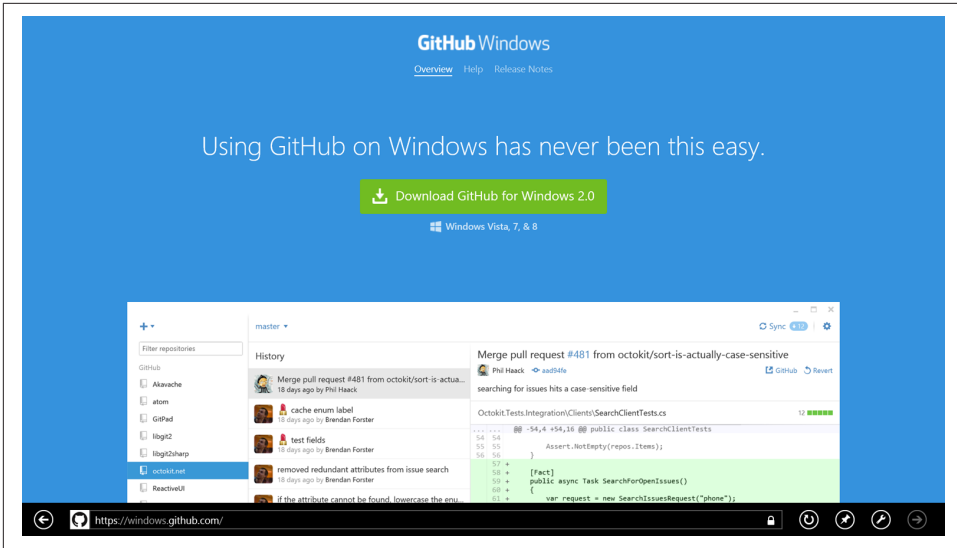 GitHub Windows
Overview Help Release Notes
Using GitHub on Windows has never been this easy.
Download GitHub for Windows 2.0
Windows Vista, 7, & 8
+
master
Sync +12
Filter repositories
GitHub
Akavache
atom
GitPad
libgit2
libgit2sharp
octokit.net
ReactiveUI
History
Merge pull request #481 from octokit/sort-is-actua...
18 days ago by Phil Haack
cache enum label
18 days ago by Brendan Forster
test fields
18 days ago by Brendan Forster
removed redundant attributes from issue search
18 days ago by Brendan Forster
if the attribute cannot be found, lowercase the enu...
Merge pull request #481 from octokit/sort-is-actually-case-sensitive
Phil Haack aad94fe GitHub Revert
searching for issues hits a case-sensitive field
Octokit.Tests.Integration\Clients\SearchClientTests.cs 12
... ... @@ -54,4 +54,16 @@ public class SearchClientTests
54 54
55 55 Assert.NotEmpty(repos.Items);
56 56 }
57 +
58 + [Fact]
59 + public async Task SearchForOpenIssues()
60 + {
61 + var request = new SearchIssuesRequest("phone");
https://windows.github.com/